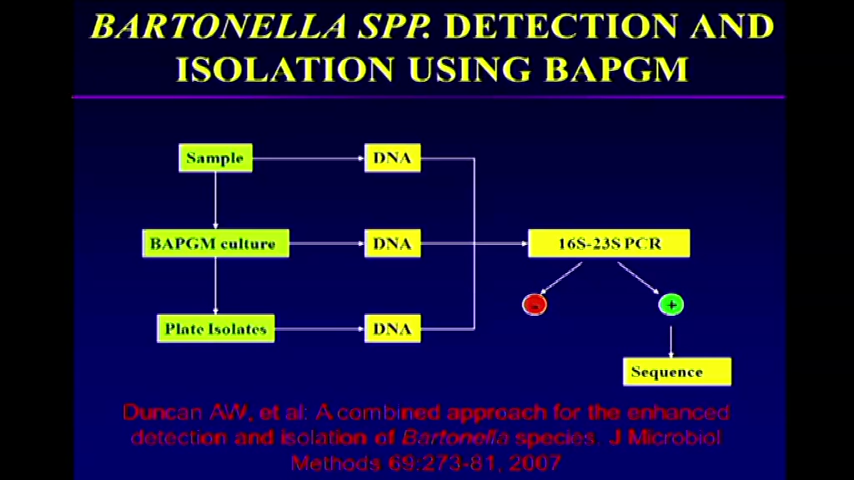 BARTONELLA SPP. DETECTION AND
ISOLATION USING BAPGM
Sample
DNA
BAPGM culture
DNA
16S-23S PCR
-
+
Plate Isolates
DNA
Sequence
Duncan AW, et al: A combined approach for the enhanced
detection and isolation of Bartonella species. J Microbiol
Methods 69:273-81, 2007